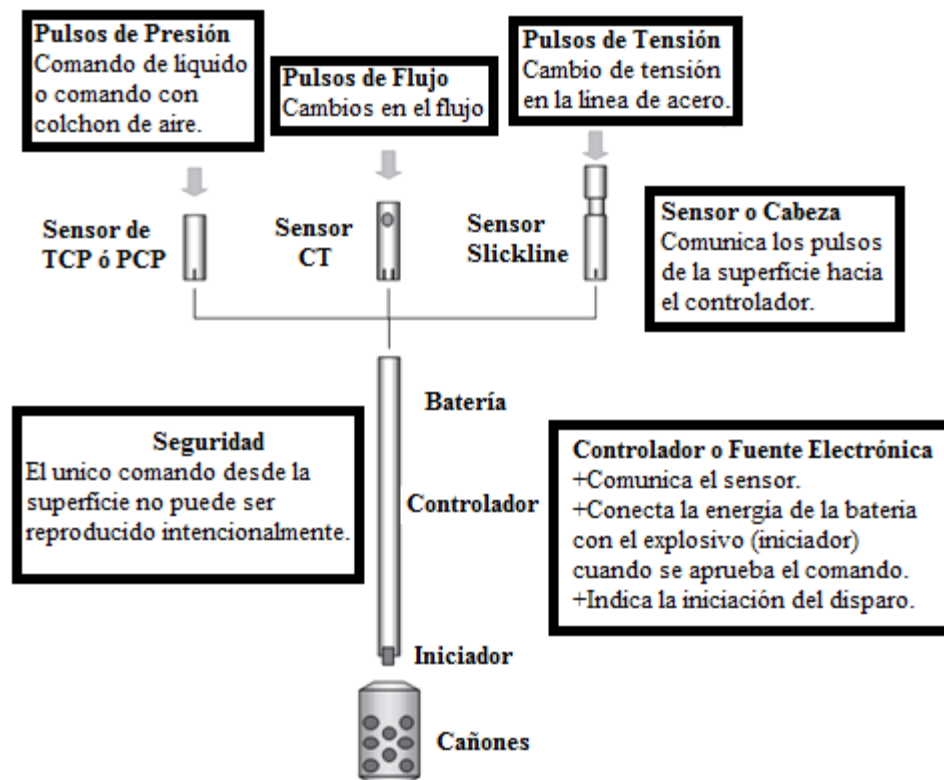 Pulsos de Presión
Comando de líquido
o comando con
colchon de aire.
Pulsos de Flujo
Cambios en el flujo
Pulsos de Tensión
Cambio de tensión
en la línea de acero.
Sensor de
TCP ó PCP
Sensor
CT
Sensor
Slickline
Sensor o Cabeza
Comunica los pulsos
de la superfície hacia
el controlador.
Batería
Seguridad
El unico comando desde la
superfície no puede ser
reproducido intencionalmente.
Controlador
Controlador o Fuente Electrónica
+Comunica el sensor.
+Conecta la energía de la bateria
con el explosivo (iniciador)
cuando se aprueba el comando.
+Indica la iniciación del disparo.
Iniciador
Cañones